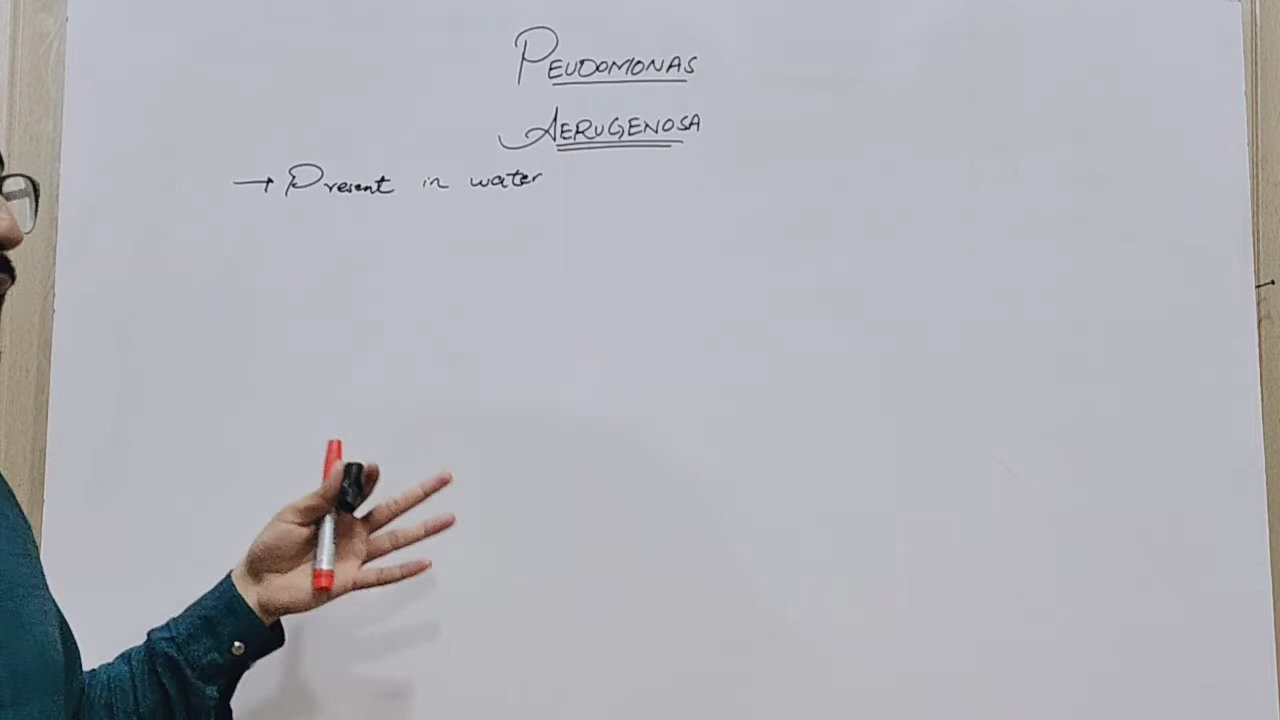 PEUDOMONAS
AERUGENOSA
→ Present in water